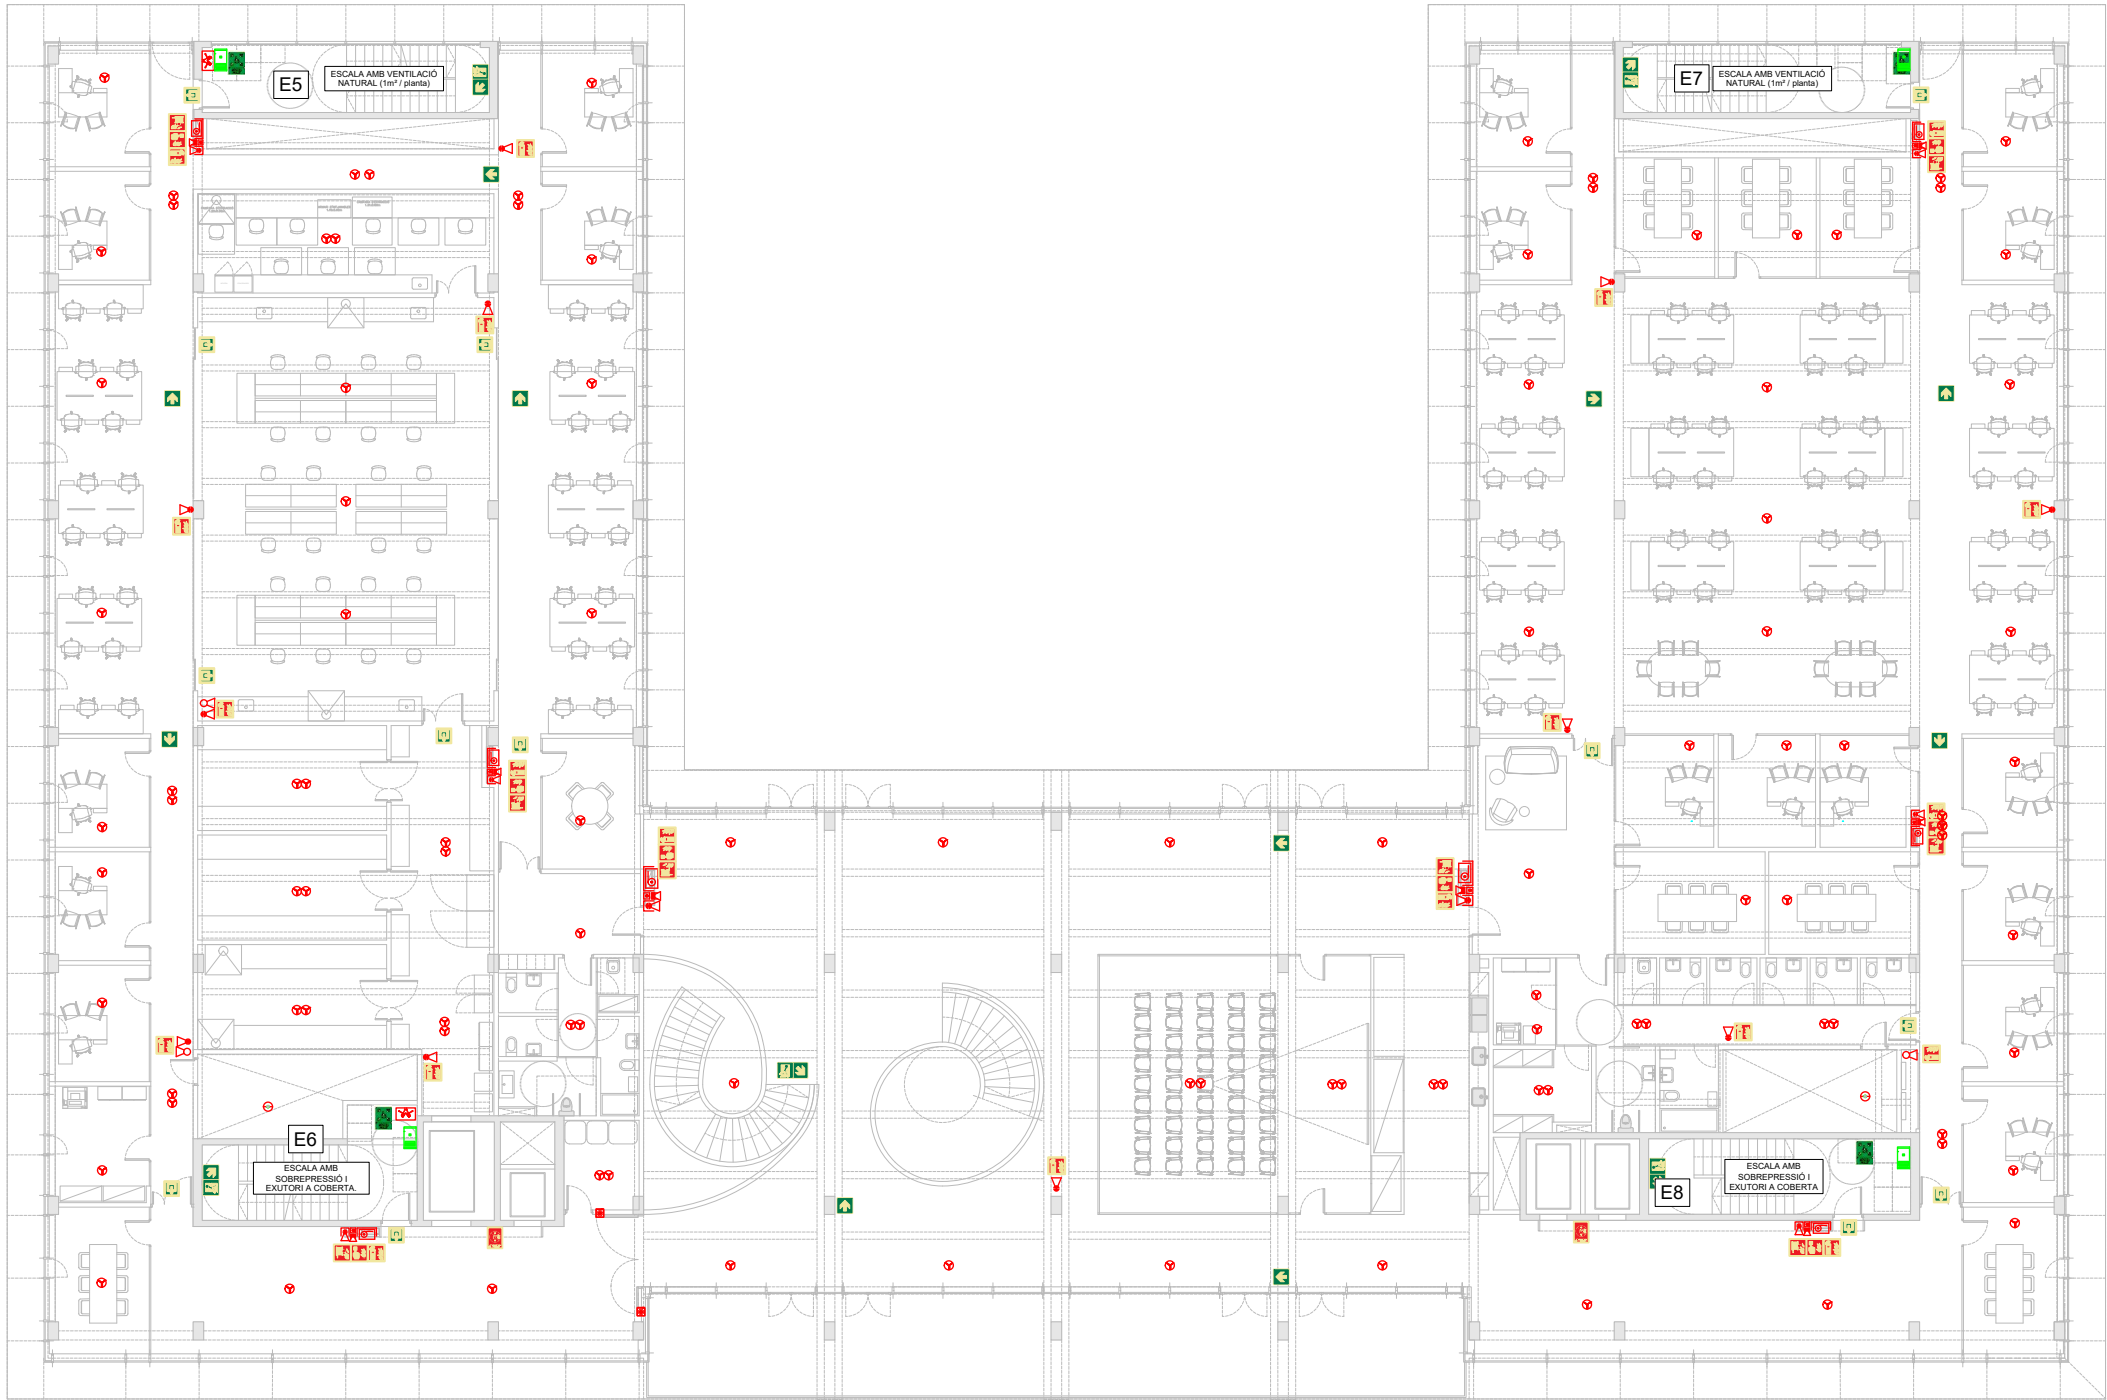 E5
ESCALA AMB VENTILACIÓ
NATURAL (1m² / planta)
E7
ESCALA AMB VENTILACIÓ
NATURAL (1m² / planta)
E6
ESCALA AMB
SOBREPRESSIÓ I
EXUTORI A COBERTA.
E8
ESCALA AMB
SOBREPRESSIÓ I
EXUTORI A COBERTA